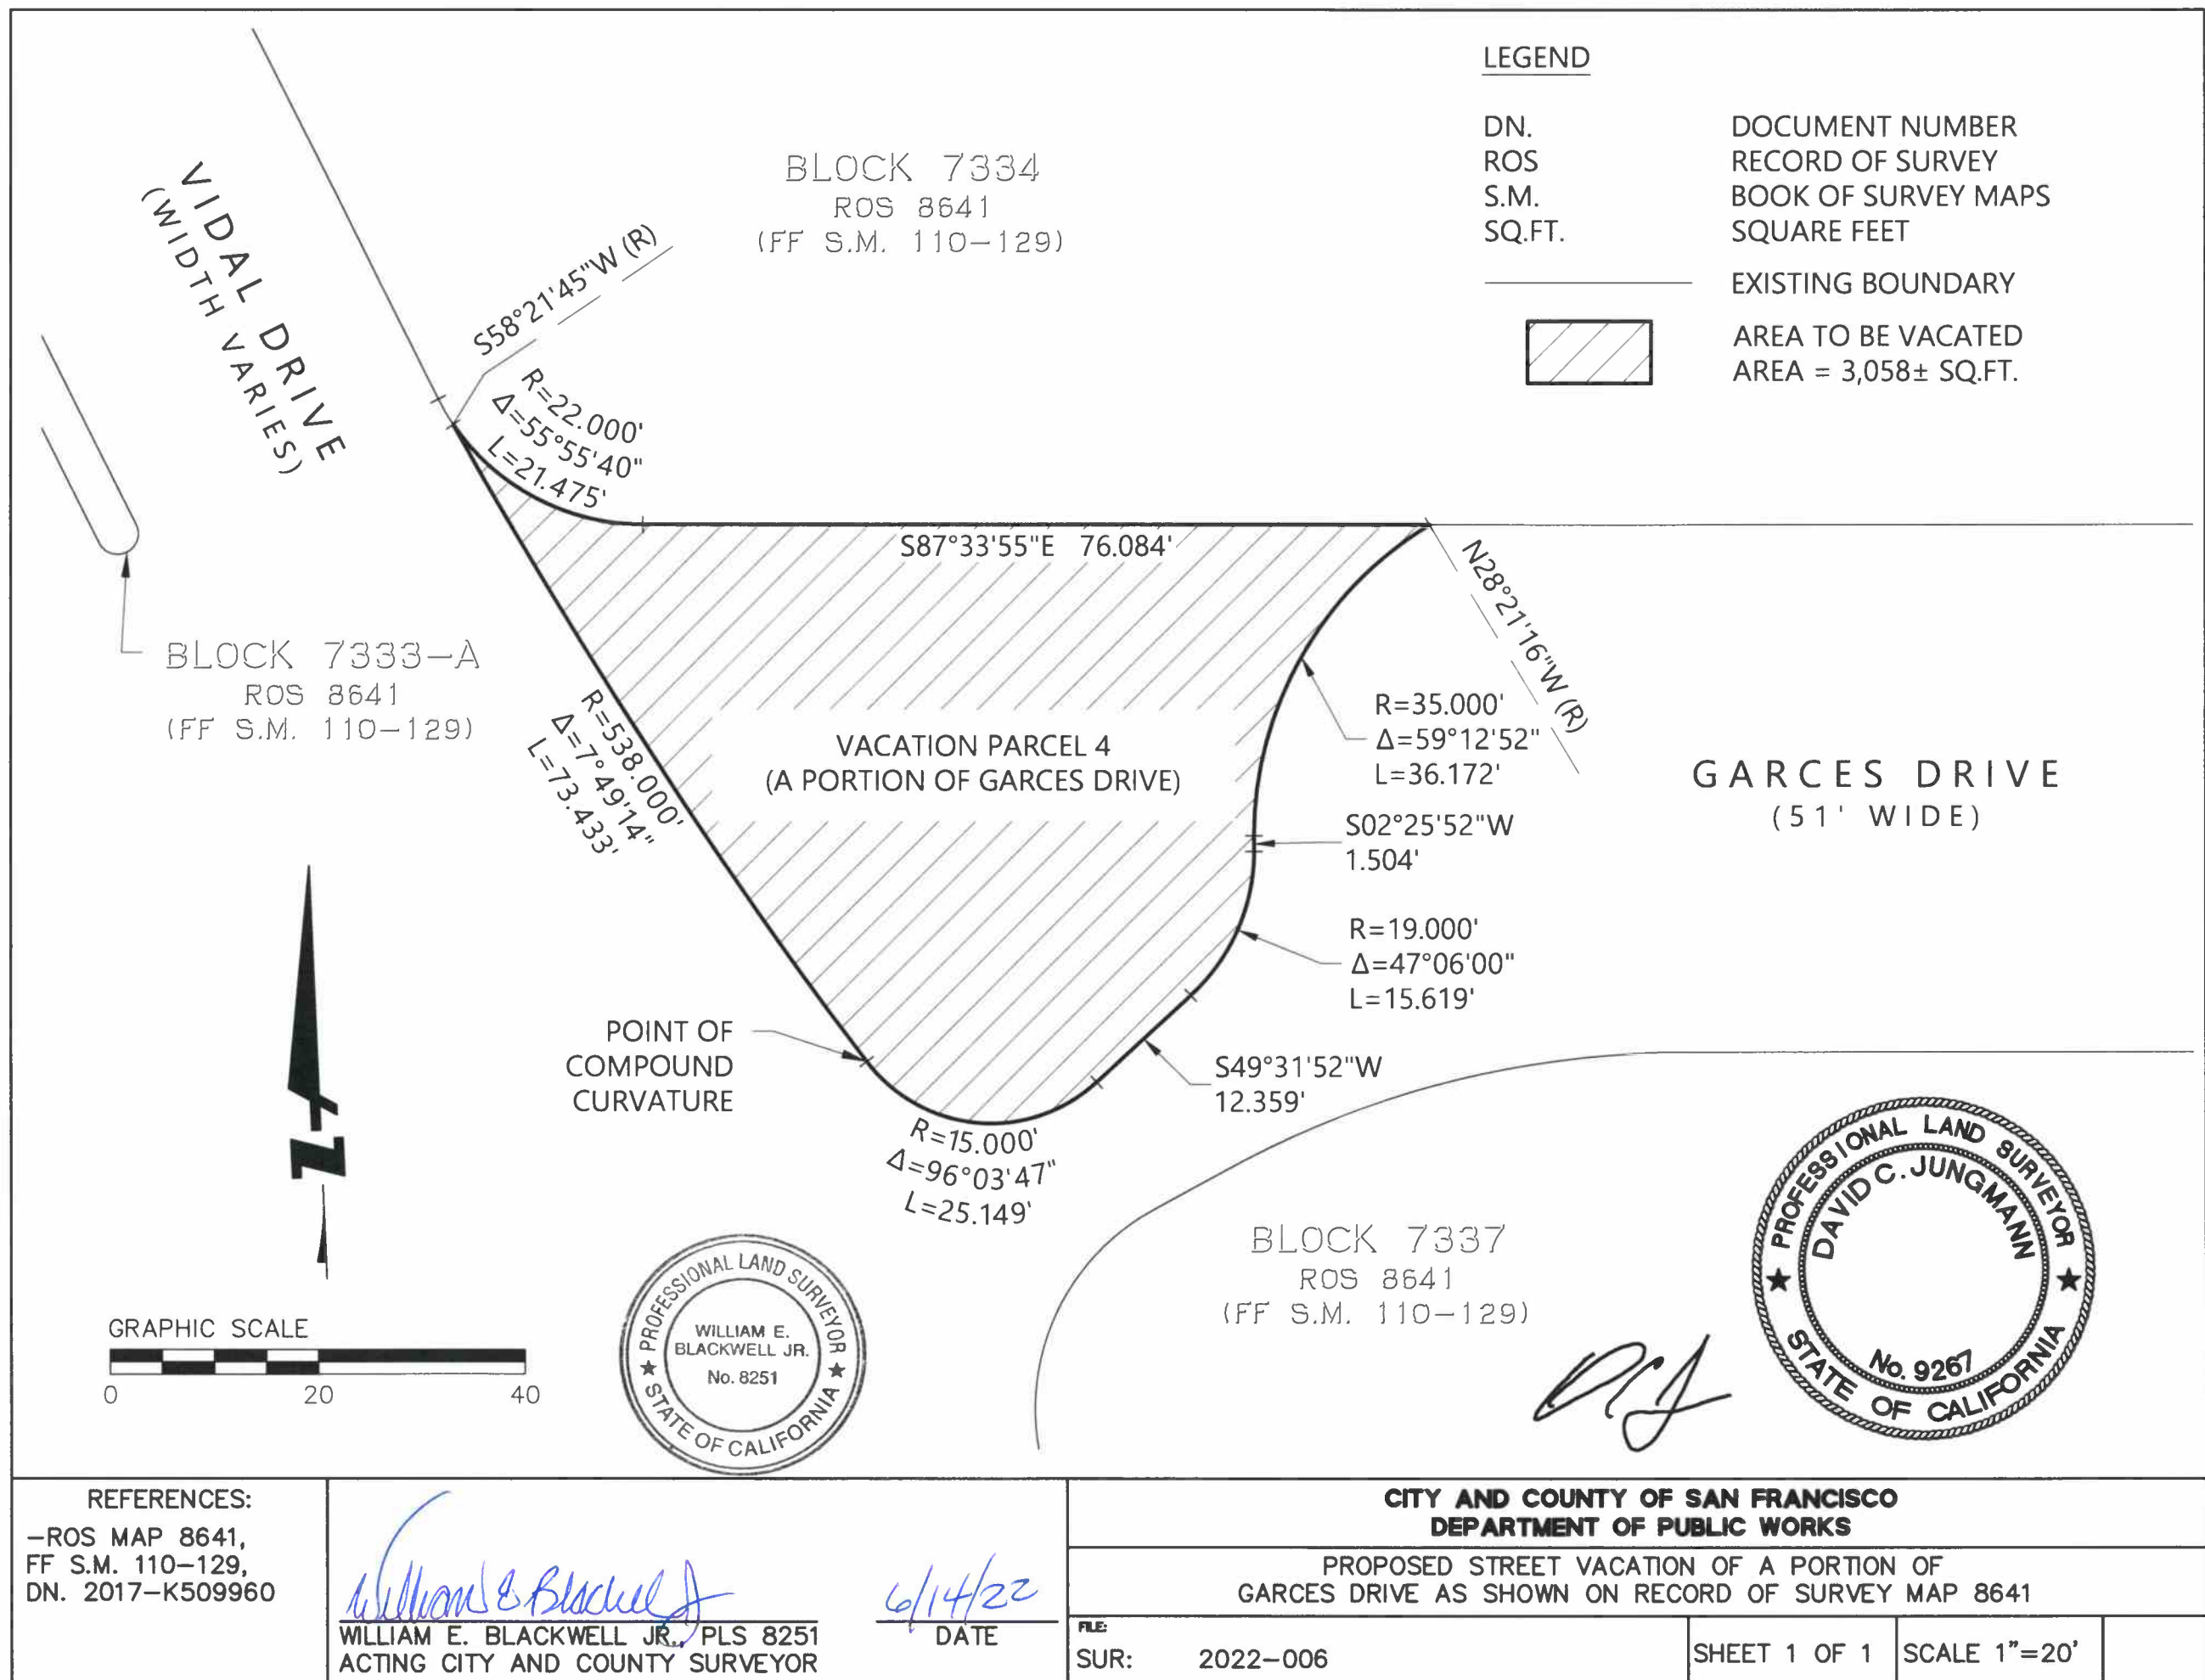 LEGEND
DN. DOCUMENT NUMBER
ROS RECORD OF SURVEY
S.M. BOOK OF SURVEY MAPS
SQ.FT. SQUARE FEET
EXISTING BOUNDARY
AREA TO BE VACATED
AREA = 3,058± SQ.FT.
VIDAL DRIVE
(WIDTH VARIES)
BLOCK 7334
ROS 8641
(FF S.M. 110-129)
S58°21'45"W (R)
R=22.000'
Δ=55°55'40"
L=21.475'
S87°33'55"E 76.084'
N28°21'16"W (R)
BLOCK 7333-A
ROS 8641
(FF S.M. 110-129)
R=538.000'
Δ=7°49'14"
L=73.433'
VACATION PARCEL 4
(A PORTION OF GARCES DRIVE)
R=35.000'
Δ=59°12'52"
L=36.172'
GARCES DRIVE
(51' WIDE)
S02°25'52"W
1.504'
R=19.000'
Δ=47°06'00"
L=15.619'
POINT OF
COMPOUND
CURVATURE
S49°31'52"W
12.359'
R=15.000'
Δ=96°03'47"
L=25.149'
Z
BLOCK 7337
ROS 8641
(FF S.M. 110-129)
GRAPHIC SCALE
0 20 40
PROFESSIONAL LAND SURVEYOR
WILLIAM E.
BLACKWELL JR.
No. 8251
STATE OF CALIFORNIA
PROFESSIONAL LAND SURVEYOR
DAVID C. JUNGMANN
No. 9267
STATE OF CALIFORNIA
REFERENCES:
-ROS MAP 8641,
FF S.M. 110-129,
DN. 2017-K509960
William E Blackwell Jr
6/14/22
WILLIAM E. BLACKWELL JR., PLS 8251
DATE
ACTING CITY AND COUNTY SURVEYOR
CITY AND COUNTY OF SAN FRANCISCO
DEPARTMENT OF PUBLIC WORKS
PROPOSED STREET VACATION OF A PORTION OF
GARCES DRIVE AS SHOWN ON RECORD OF SURVEY MAP 8641
FILE:
SUR: 2022-006
SHEET 1 OF 1
SCALE 1"=20'